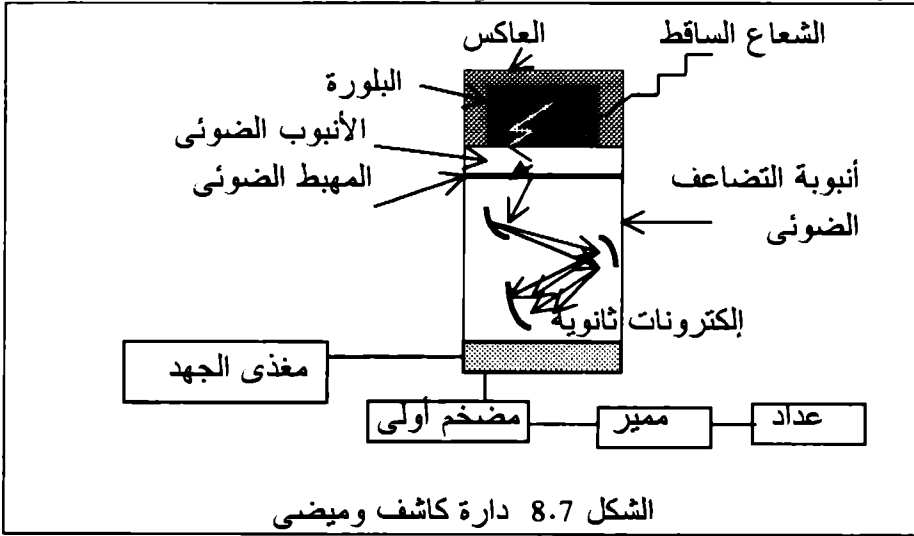 العاكس
الشعاع الساقط
البلورة
الأنبوب الضوئى
المهبط الضوئى
أنبوبة التضاعف
الضوئى
إلكترونات ثانوية
مغذى الجهد
مضخم أولى
مميز
عداد
الشكل 8.7 دارة كاشف وميضى